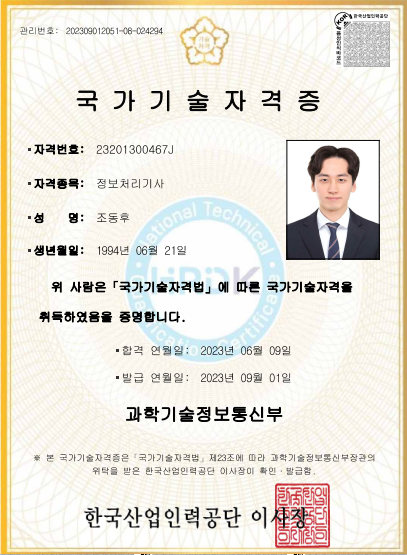 관리번호: 202309012051-08-024294
한국산업인력공단
음성인식바코드
국가기술자격증
▪자격번호: 23201300467J
▪자격종목: 정보처리기사
▪성 명: 조동후
▪생년월일: 1994년 06월 21일
위 사람은「국가기술자격법」에 따른 국가기술자격을
취득하였음을 증명합니다.
▪합격 연월일: 2023년 06월 09일
▪발급 연월일: 2023년 09월 01일
과학기술정보통신부
※ 본 국가기술자격증은「국가기술자격법」제23조에 따라 과학기술정보통신부장관의
위탁을 받은 한국산업인력공단 이사장이 확인·발급함.
한국산업인력공단 이사장